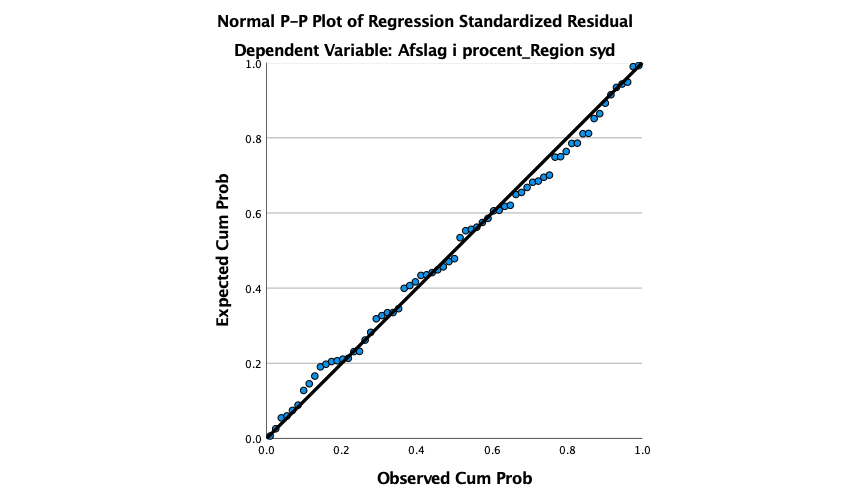 Normal P-P Plot of Regression Standardized Residual
Dependent Variable: Afslag i procent_Region syd
1.0
0.8
0.6
0.4
0.2
0.0
Expected Cum Prob
0.0 0.2 0.4 0.6 0.8 1.0
Observed Cum Prob